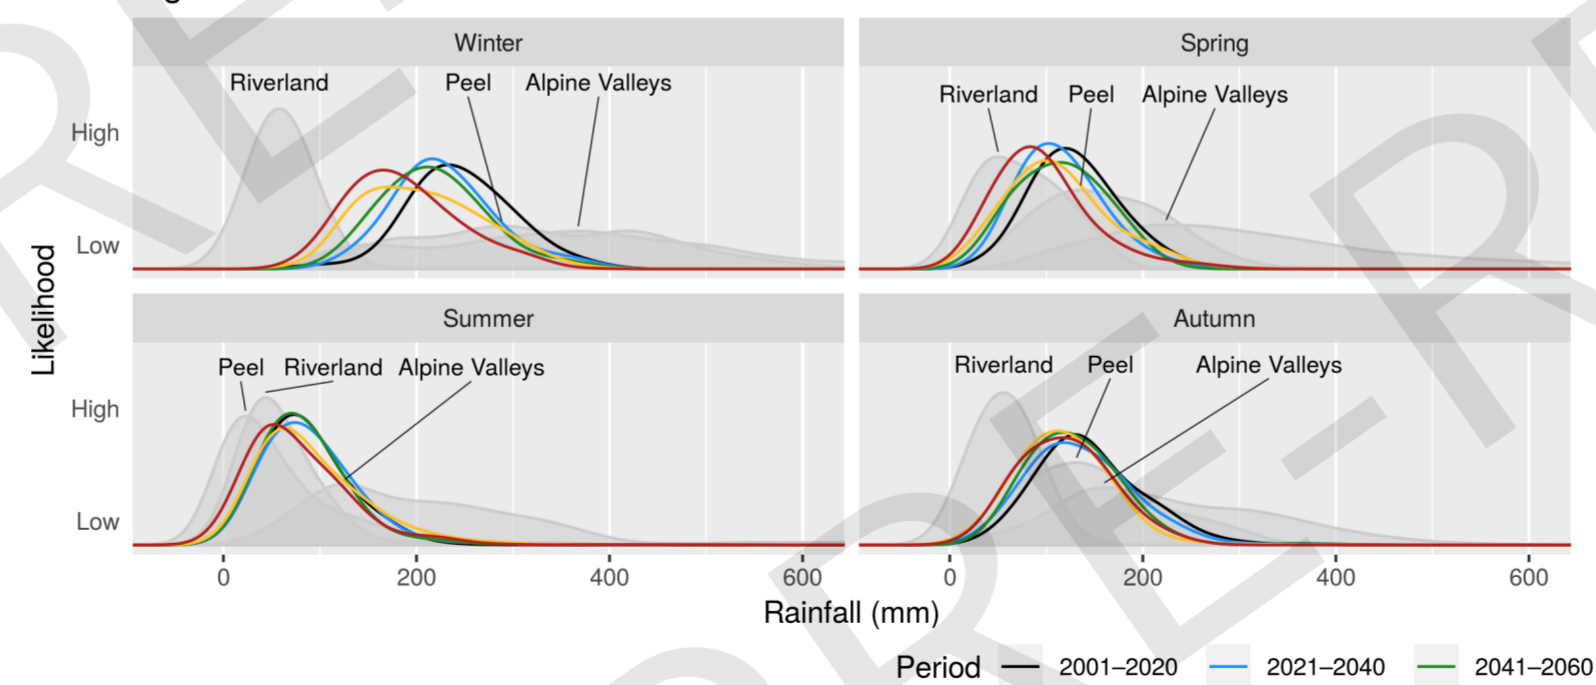 Winter
Spring
Riverland Peel Alpine Valleys
Riverland Peel Alpine Valleys
High
Low
Summer
Autumn
Peel Riverland Alpine Valleys
Riverland Peel Alpine Valleys
High
Low
Likelihood
0 200 400 600
0 200 400 600
Rainfall (mm)
Period 2001–2020 2021–2040 2041–2060